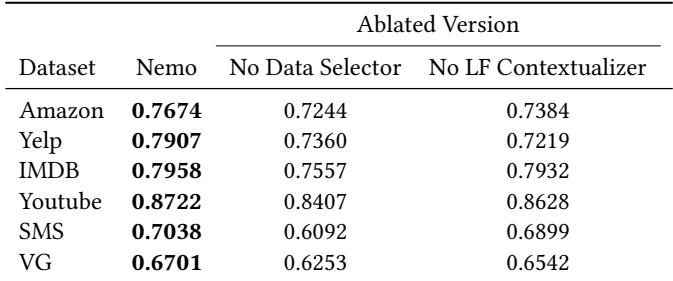 Ablated Version
Dataset Nemo No Data Selector No LF Contextualizer
Amazon 0.7674 0.7244 0.7384
Yelp 0.7907 0.7360 0.7219
IMDB 0.7958 0.7557 0.7932
Youtube 0.8722 0.8407 0.8628
SMS 0.7038 0.6092 0.6899
VG 0.6701 0.6253 0.6542